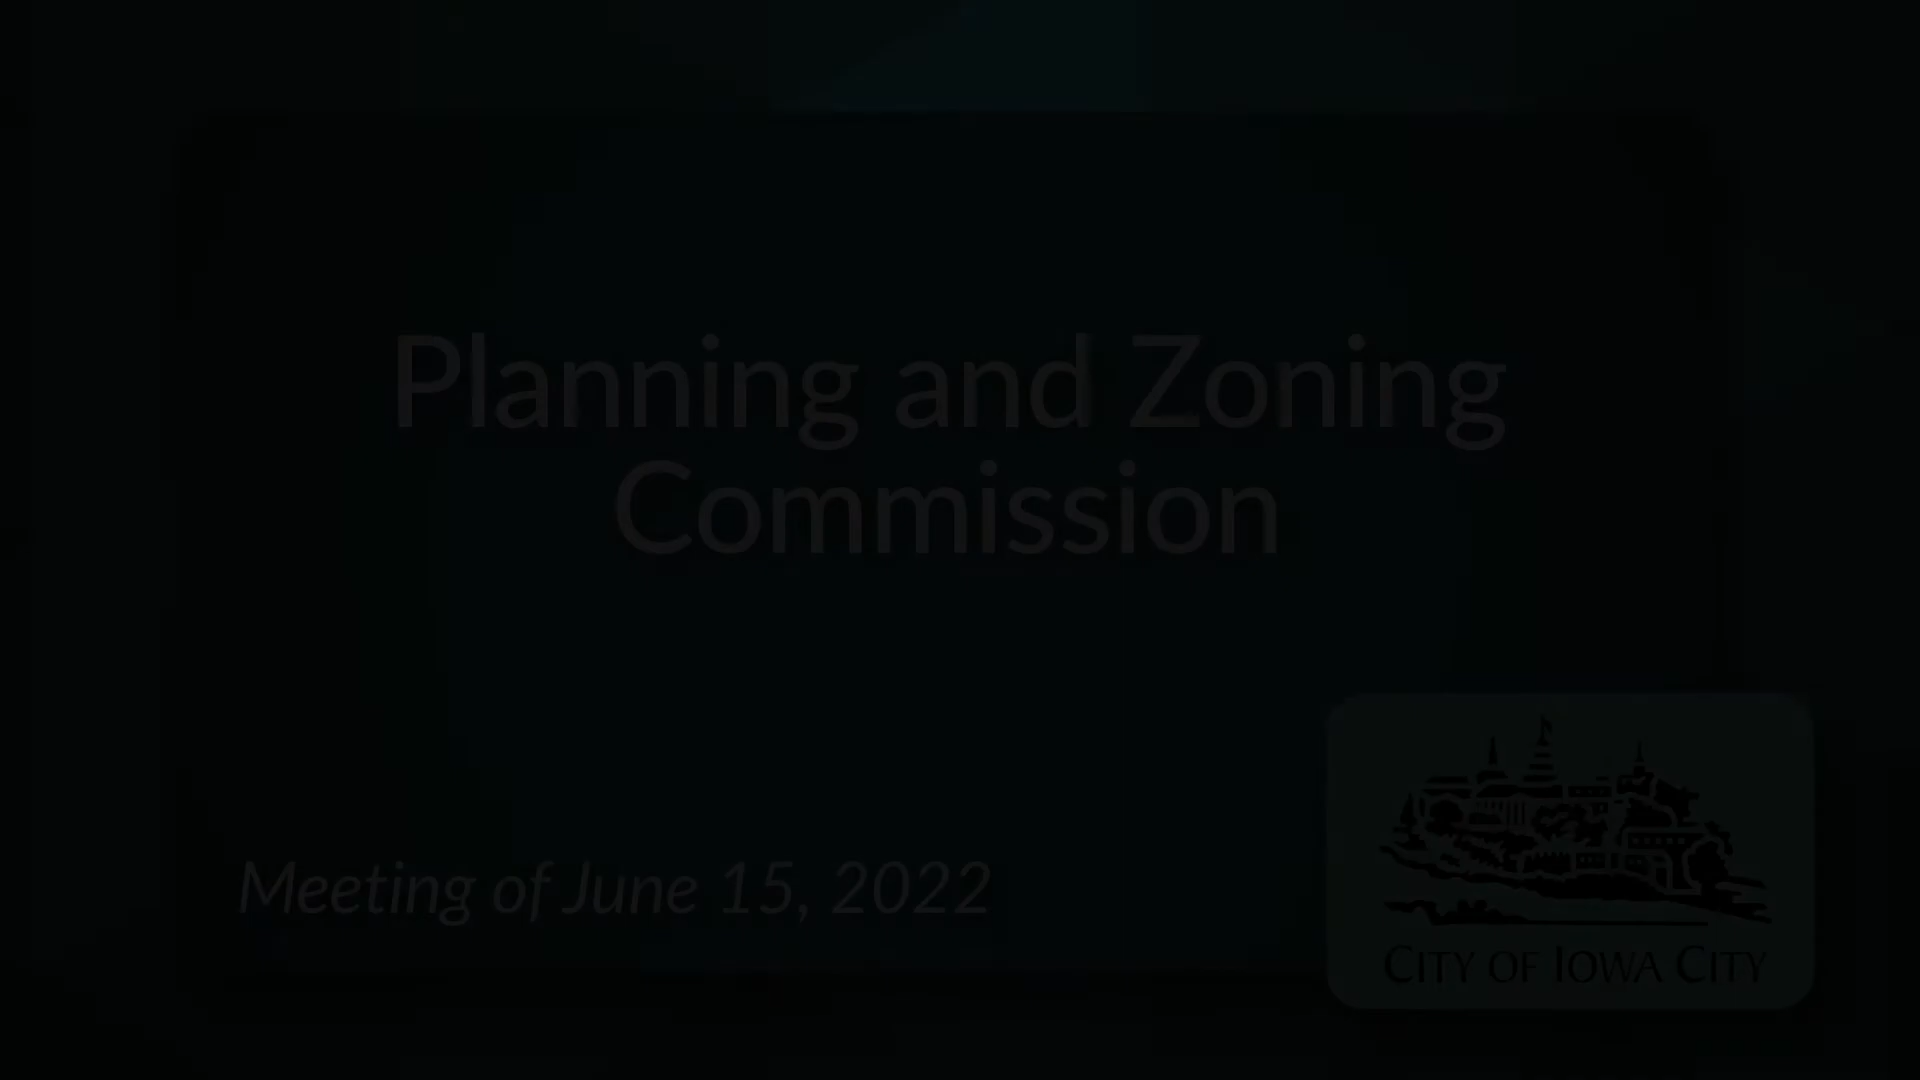 Planning and Zoning
Commission
Meeting of June 15, 2022
CITY OF IOWA CITY